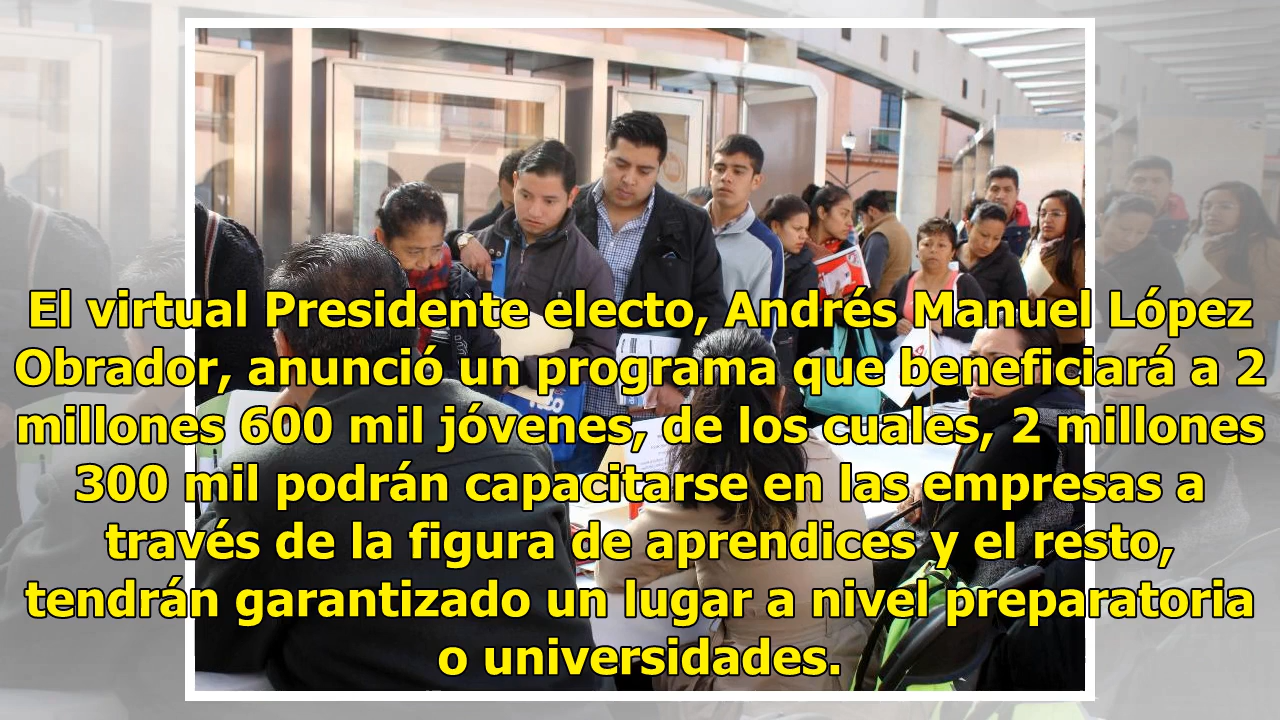 El virtual Presidente electo, Andrés Manuel López
Obrador, anunció un programa que beneficiará a 2
millones 600 mil jóvenes, de los cuales, 2 millones
300 mil podrán capacitarse en las empresas a
través de la figura de aprendices y el resto,
tendrán garantizado un lugar a nivel preparatoria
o universidades.